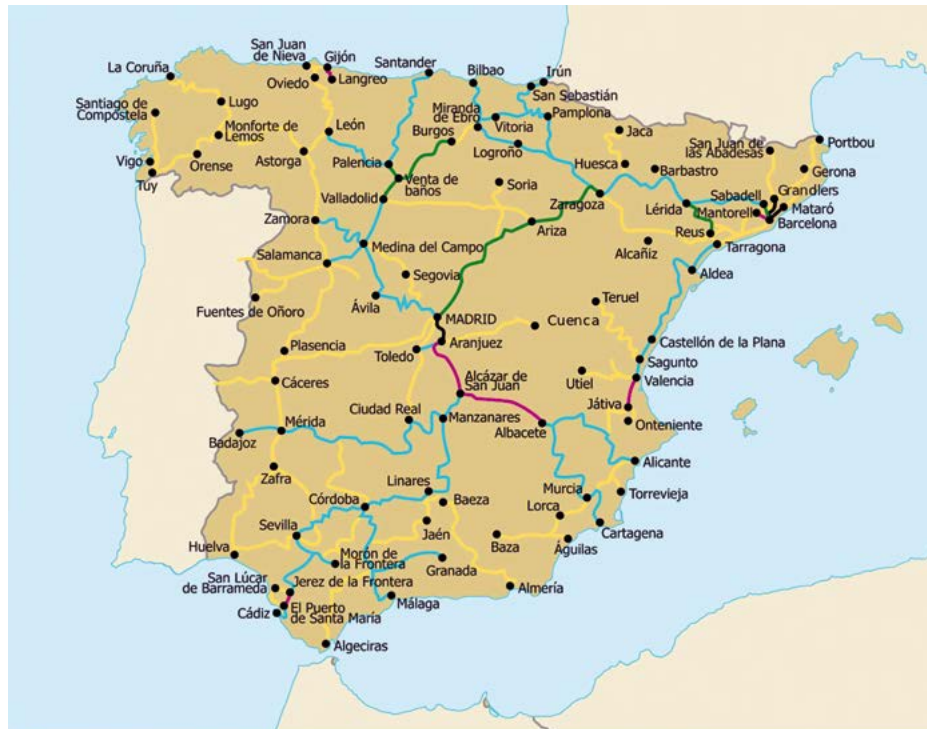 San Juan
de Nieva
Gijón
La Coruña
Oviedo
Langreo
Santander
Bilbao
Irún
San Sebastián
Santiago de
Compostela
Lugo
León
Miranda
de Ebro
Vitoria
Pamplona
Monforte de
Lemos
Burgos
Jaca
San Juan de
las Abadesas
Portbou
Vigo
Orense
Astorga
Palencia
Logroño
Huesca
Barbastro
Gerona
Tuy
Venta de
baños
Soria
Sabadell
Grandllers
Valladolid
Zaragoza
Lérida
Mantorell
Mataró
Barcelona
Zamora
Ariza
Reus
Tarragona
Medina del Campo
Alcañiz
Salamanca
Segovia
Aldea
Fuentes de Oñoro
Ávila
Teruel
MADRID
Cuenca
Plasencia
Toledo
Aranjuez
Castellón de la Plana
Sagunto
Cáceres
Alcázar de
San Juan
Utiel
Valencia
Játiva
Ciudad Real
Manzanares
Onteniente
Badajoz
Mérida
Albacete
Zafra
Alicante
Linares
Baeza
Murcia
Torrevieja
Córdoba
Lorca
Sevilla
Jaén
Baza
Cartagena
Huelva
Morón de
la Frontera
Granada
Águilas
San Lúcar
de Barrameda
Jerez de la Frontera
Almería
Cádiz
El Puerto
de Santa María
Málaga
Algeciras